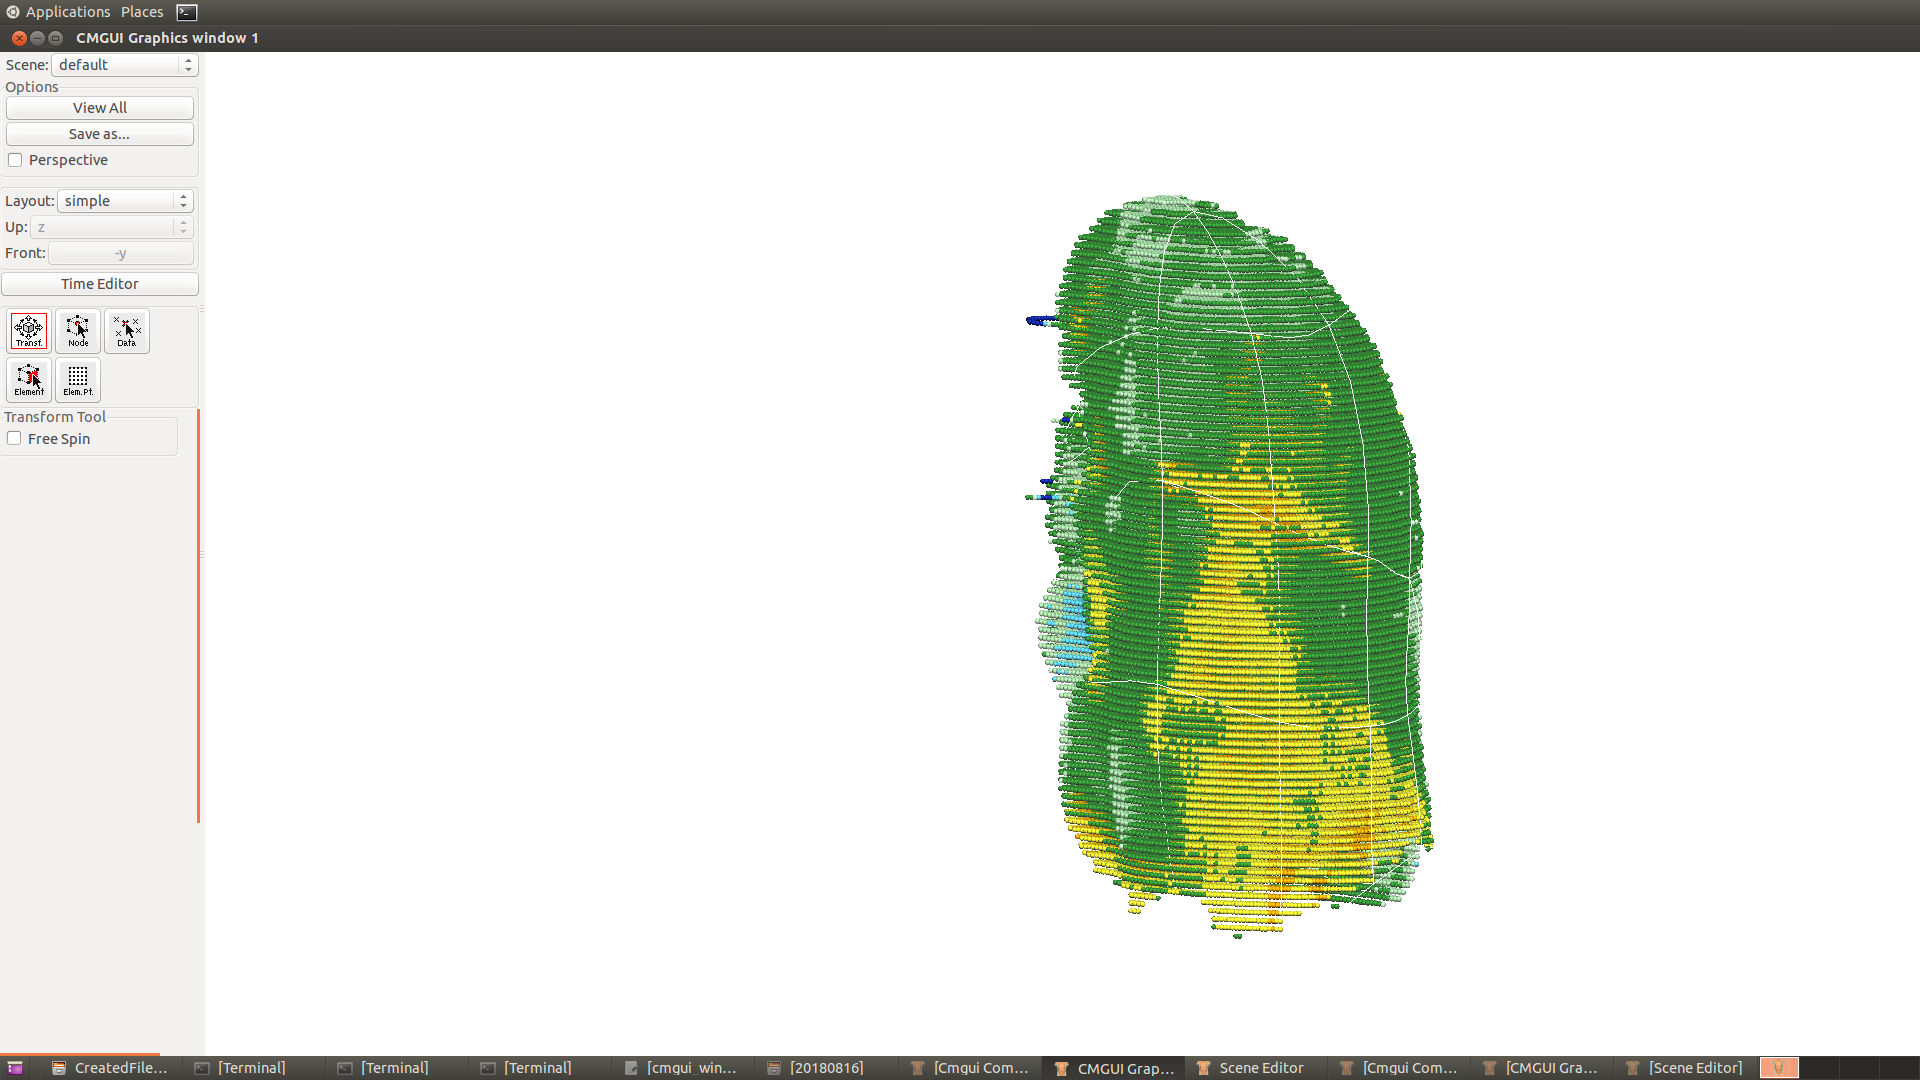 Applications Places
CMGUI Graphics window 1
Scene: default
Options
View All
Save as...
Perspective
Layout: simple
Up: z
Front: -y
Time Editor
Transf. Node Data
Element Elem. Pt.
Transform Tool
Free Spin
CreatedFile... [Terminal] [Terminal] [Terminal] [cmgui_win... [20180816] [Cmgui Com... CMGUI Grap... Scene Editor [Cmgui Com... [CMGUI Gra... [Scene Editor]